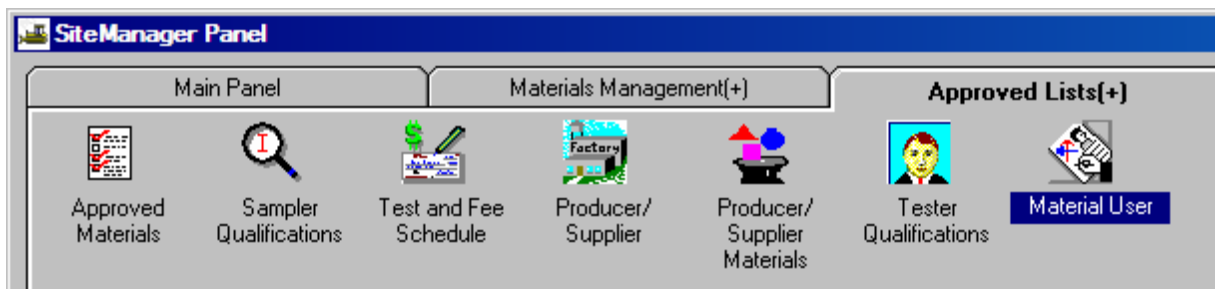 SiteManager Panel
Main Panel
Materials Management(+)
Approved Lists(+)
Factory
Approved
Materials
Sampler
Qualifications
Test and Fee
Schedule
Producer/
Supplier
Producer/
Supplier
Materials
Tester
Qualifications
Material User